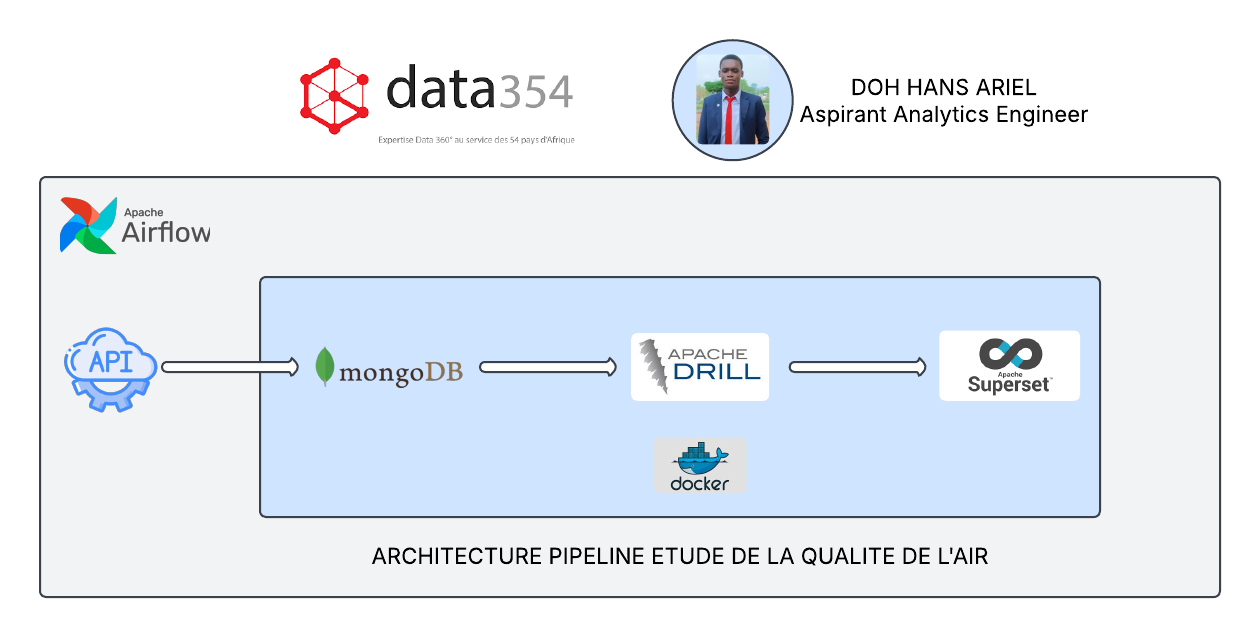 data354
Expertise Data 360° au service des 54 pays d'Afrique
DOH HANS ARIEL
Aspirant Analytics Engineer
Apache
Airflow
API
mongoDB
APACHE
DRILL
Apache
Superset™
docker
ARCHITECTURE PIPELINE ETUDE DE LA QUALITE DE L'AIR